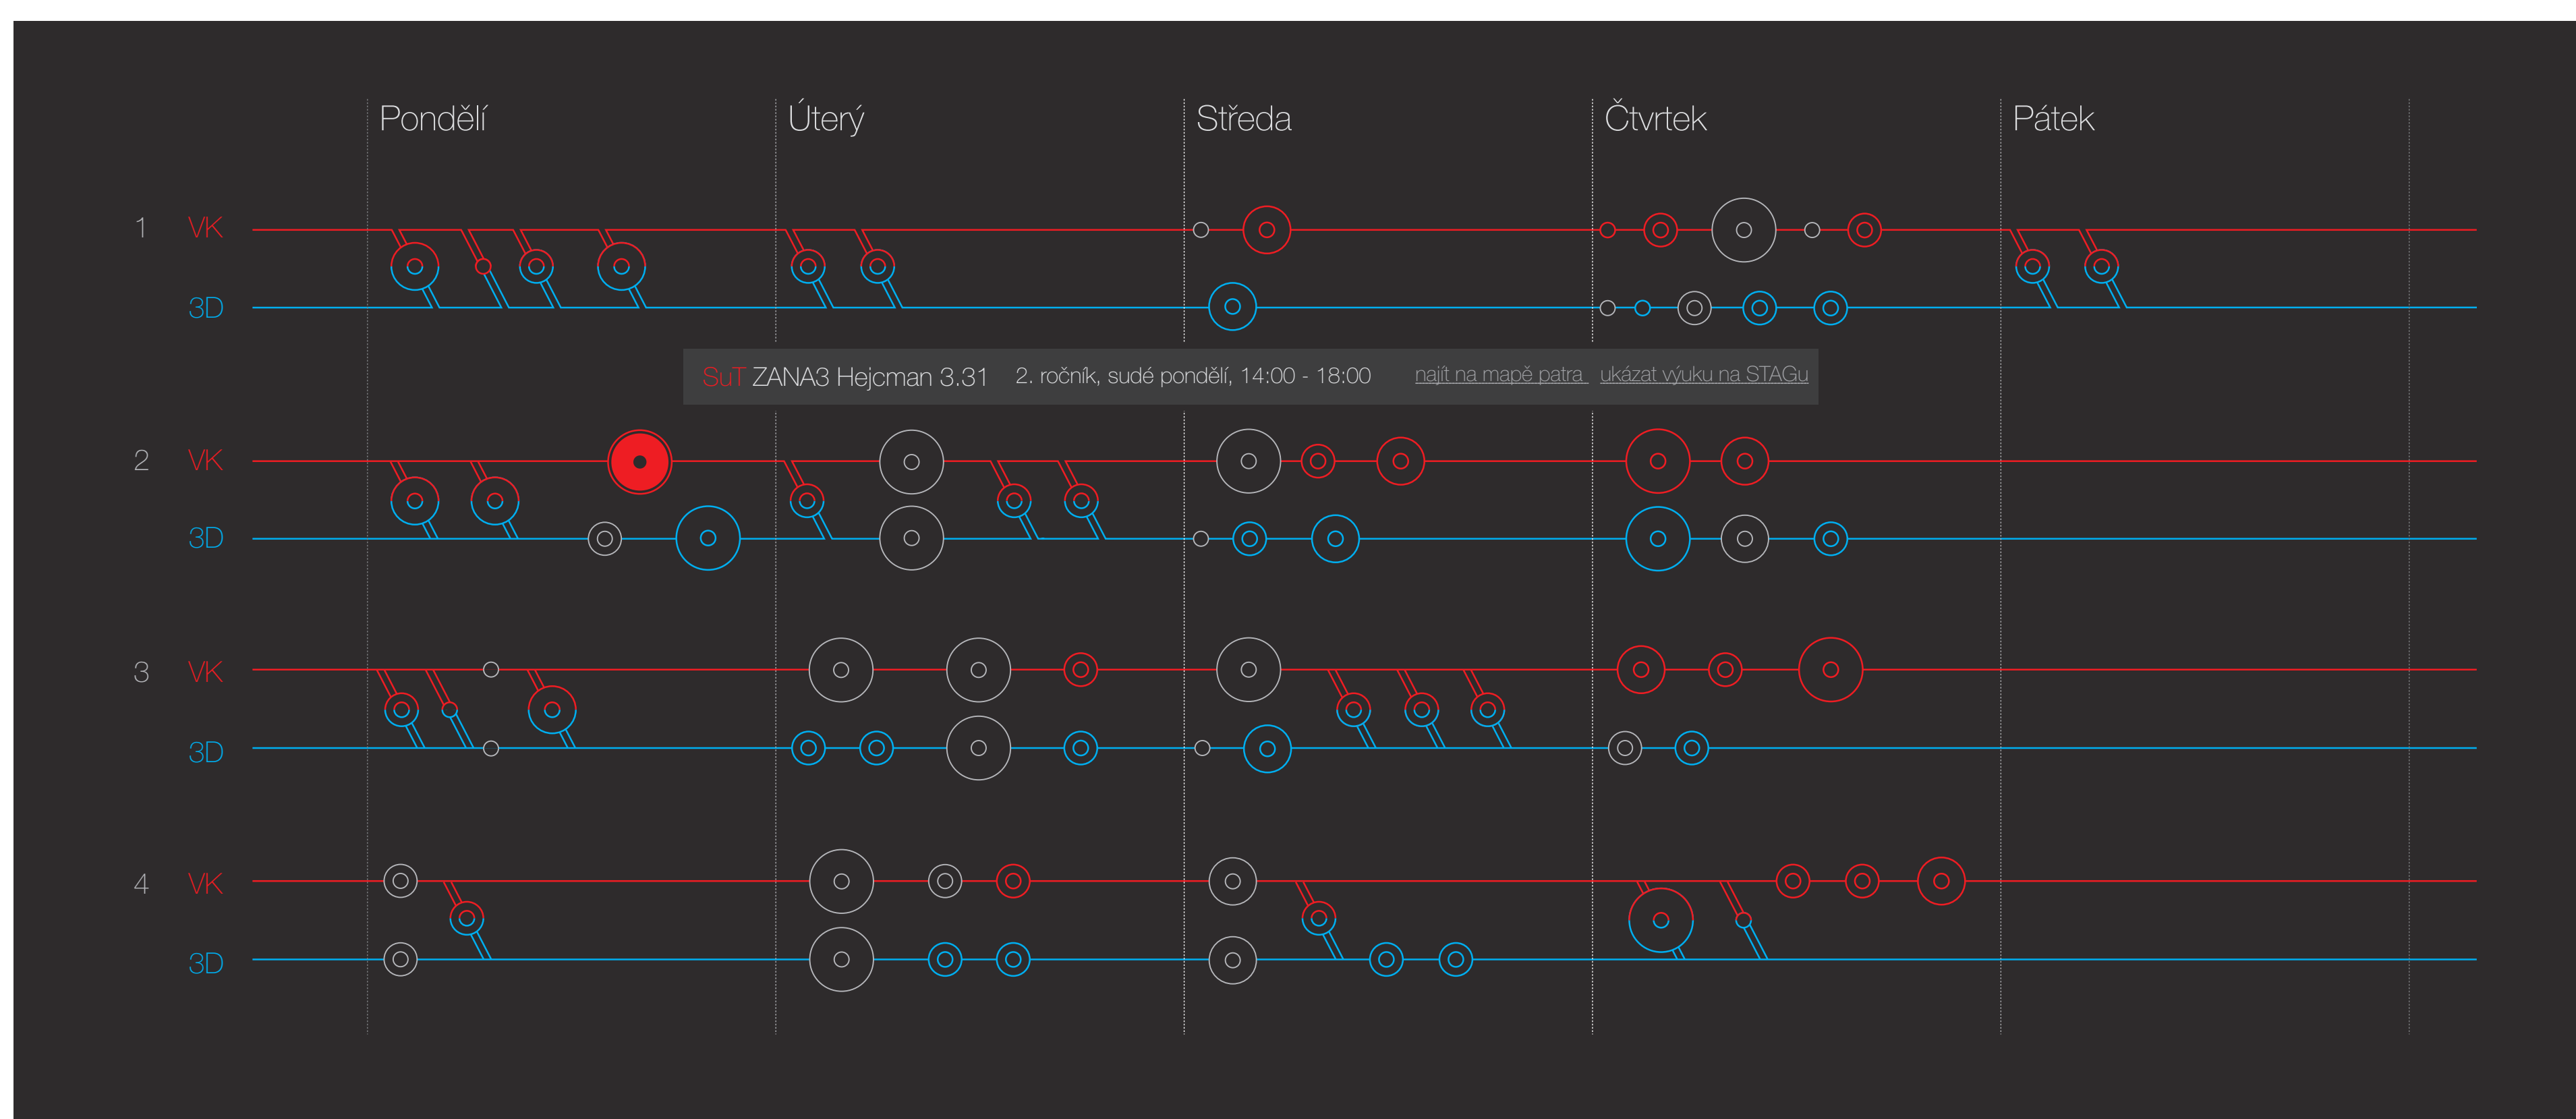 Pondělí Úterý Středa Čtvrtek Pátek
1 VK
3D
SuT ZANA3 Hejcman 3.31 2. ročník, sudé pondělí, 14:00 - 18:00 najít na mapě patra ukázat výuku na STAGu
2 VK
3D
3 VK
3D
4 VK
3D